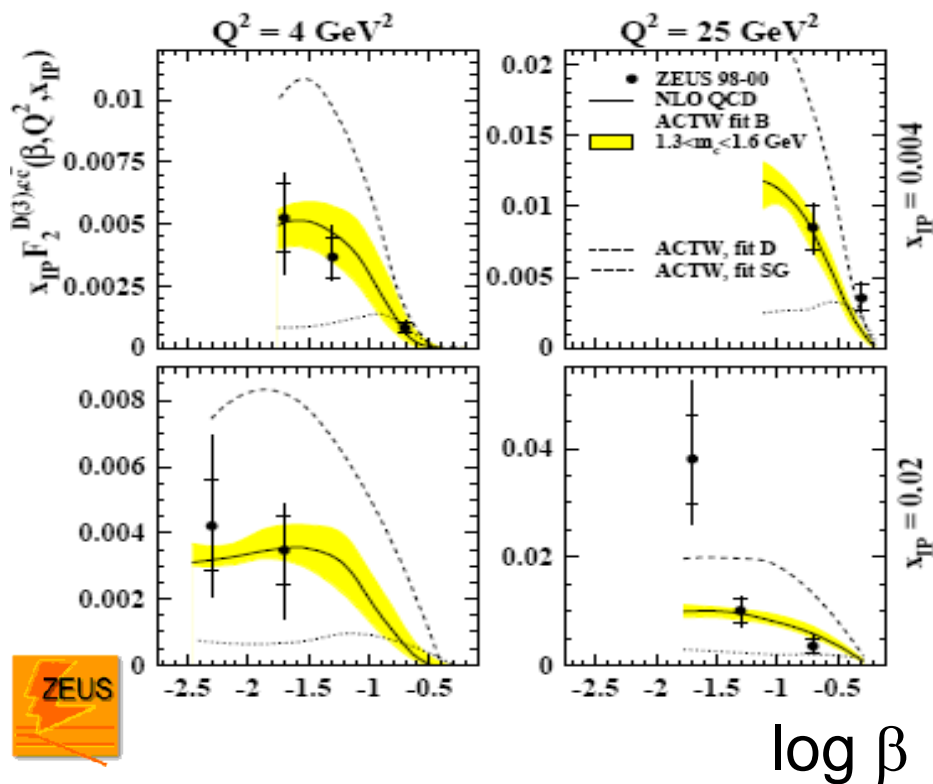 Q² = 4 GeV²
Q² = 25 GeV²
x_IP F₂^D(3),cc̄(β,Q²,x_IP)
0.01
0.0075
0.005
0.0025
0
0.02
0.015
0.01
0.005
0
ZEUS 98-00
NLO QCD
ACTW fit B
1.3<m_c<1.6 GeV
ACTW, fit D
ACTW, fit SG
x_IP = 0.004
0.008
0.006
0.004
0.002
0
0.04
0.02
0
x_IP = 0.02
-2.5 -2 -1.5 -1 -0.5
-2.5 -2 -1.5 -1 -0.5
ZEUS
log β